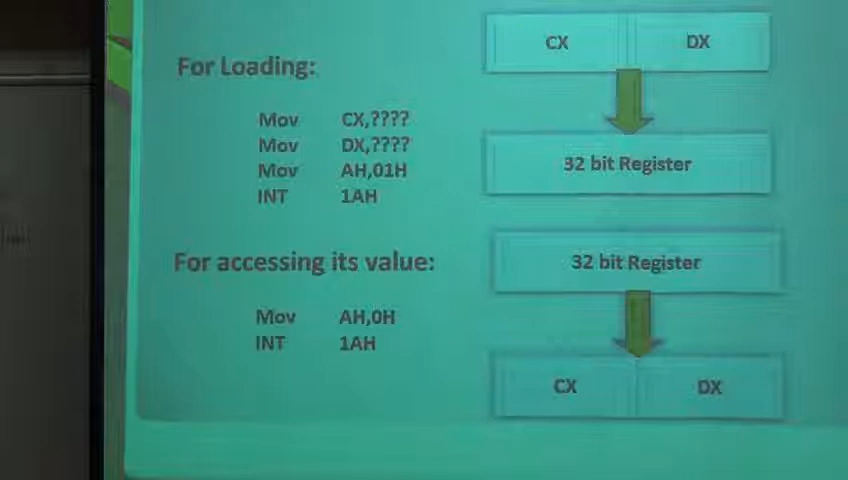 For Loading:
Mov CX,????
Mov DX,????
Mov AH,01H
INT 1AH
CX DX
32 bit Register
For accessing its value:
Mov AH,0H
INT 1AH
32 bit Register
CX DX